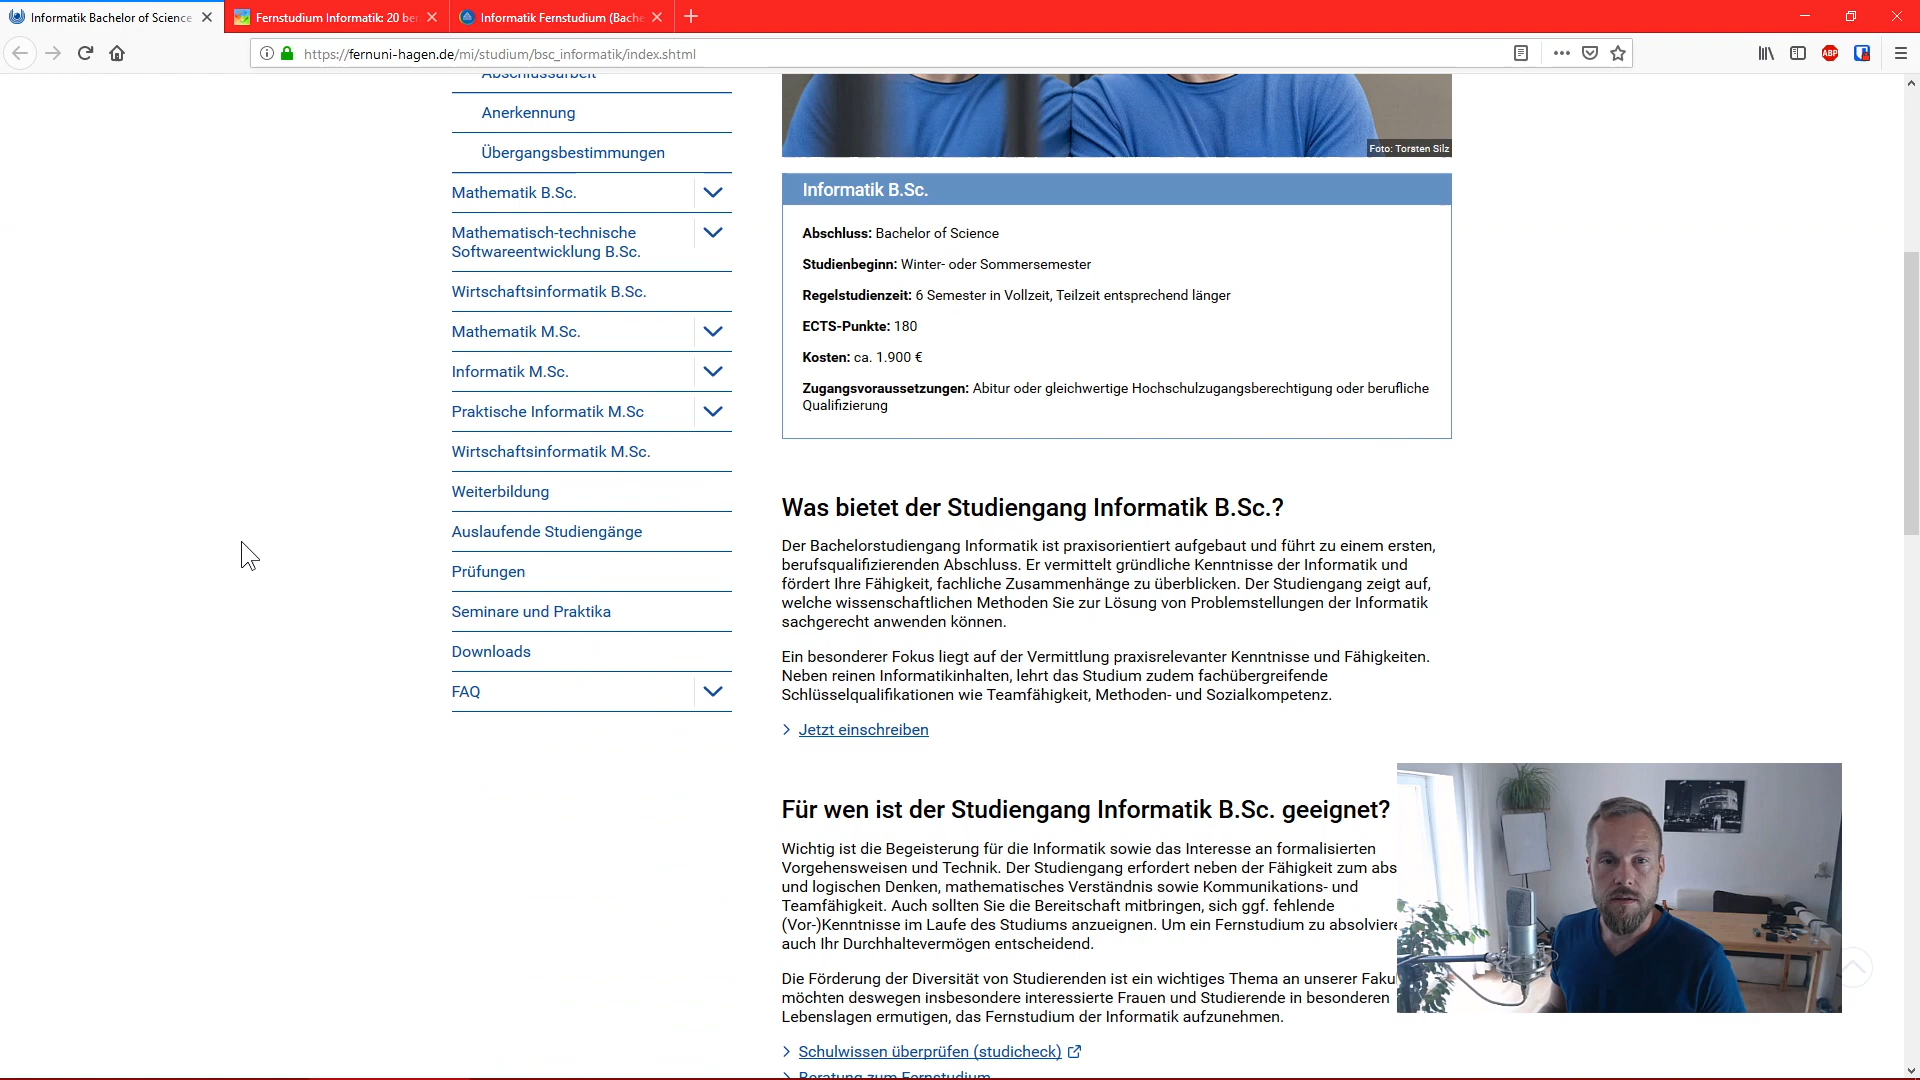 Informatik Bachelor of Science
Fernstudium Informatik: 20 be
Informatik Fernstudium (Bache
https://fernuni-hagen.de/mi/studium/bsc_informatik/index.shtml
ABP
Abschlussarbeit
Anerkennung
Übergangsbestimmungen
Mathematik B.Sc.
Mathematisch-technische
Softwareentwicklung B.Sc.
Wirtschaftsinformatik B.Sc.
Mathematik M.Sc.
Informatik M.Sc.
Praktische Informatik M.Sc
Wirtschaftsinformatik M.Sc.
Weiterbildung
Auslaufende Studiengänge
Prüfungen
Seminare und Praktika
Downloads
FAQ
Foto: Torsten Silz
Informatik B.Sc.
Abschluss: Bachelor of Science
Studienbeginn: Winter- oder Sommersemester
Regelstudienzeit: 6 Semester in Vollzeit, Teilzeit entsprechend länger
ECTS-Punkte: 180
Kosten: ca. 1.900 €
Zugangsvoraussetzungen: Abitur oder gleichwertige Hochschulzugangsberechtigung oder berufliche
Qualifizierung
Was bietet der Studiengang Informatik B.Sc.?
Der Bachelorstudiengang Informatik ist praxisorientiert aufgebaut und führt zu einem ersten,
berufsqualifizierenden Abschluss. Er vermittelt gründliche Kenntnisse der Informatik und
fördert Ihre Fähigkeit, fachliche Zusammenhänge zu überblicken. Der Studiengang zeigt auf,
welche wissenschaftlichen Methoden Sie zur Lösung von Problemstellungen der Informatik
sachgerecht anwenden können.
Ein besonderer Fokus liegt auf der Vermittlung praxisrelevanter Kenntnisse und Fähigkeiten.
Neben reinen Informatikinhalten, lehrt das Studium zudem fachübergreifende
Schlüsselqualifikationen wie Teamfähigkeit, Methoden- und Sozialkompetenz.
Jetzt einschreiben
Für wen ist der Studiengang Informatik B.Sc. geeignet?
Wichtig ist die Begeisterung für die Informatik sowie das Interesse an formalisierten
Vorgehensweisen und Technik. Der Studiengang erfordert neben der Fähigkeit zum abs
und logischen Denken, mathematisches Verständnis sowie Kommunikations- und
Teamfähigkeit. Auch sollten Sie die Bereitschaft mitbringen, sich ggf. fehlende
(Vor-)Kenntnisse im Laufe des Studiums anzueignen. Um ein Fernstudium zu absolviere
auch Ihr Durchhaltevermögen entscheidend.
Die Förderung der Diversität von Studierenden ist ein wichtiges Thema an unserer Faku
möchten deswegen insbesondere interessierte Frauen und Studierende in besonderen
Lebenslagen ermutigen, das Fernstudium der Informatik aufzunehmen.
Schulwissen überprüfen (studicheck)
Beratung zum Fernstudium